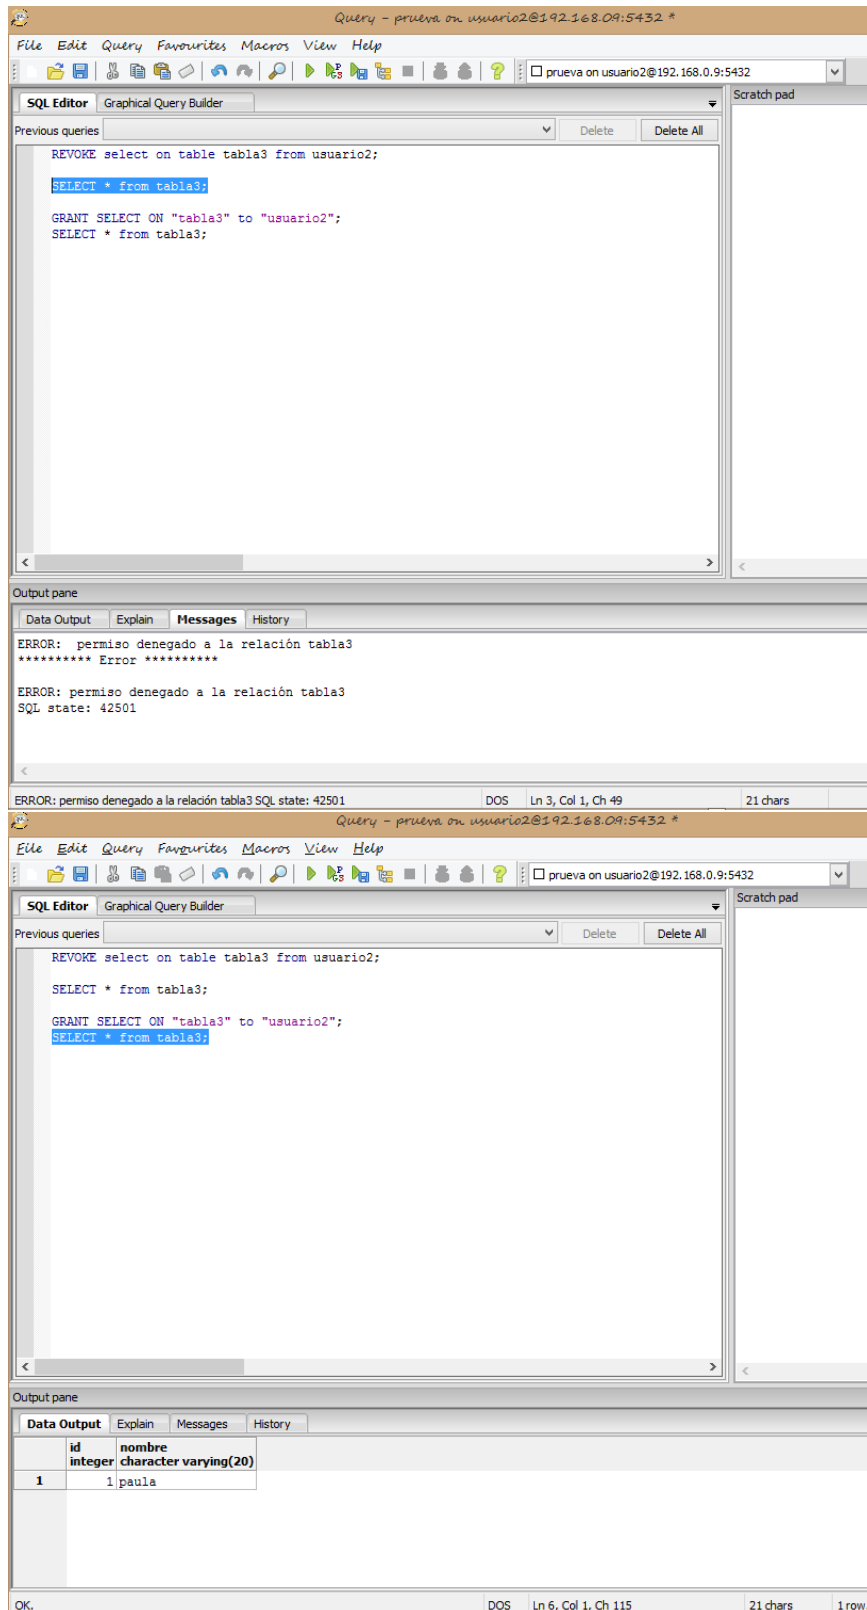 Query - prueva on usuario2@192.168.09:5432 *
File Edit Query Favourites Macros View Help
prueva on usuario2@192.168.0.9:5432
SQL Editor Graphical Query Builder
Scratch pad
Previous queries Delete Delete All
REVOKE select on table tabla3 from usuario2;
SELECT * from tabla3;
GRANT SELECT ON "tabla3" to "usuario2";
SELECT * from tabla3;
Output pane
Data Output Explain Messages History
ERROR: permiso denegado a la relación tabla3
********** Error **********
ERROR: permiso denegado a la relación tabla3
SQL state: 42501
ERROR: permiso denegado a la relación tabla3 SQL state: 42501 DOS Ln 3, Col 1, Ch 49 21 chars
Query - prueva on usuario2@192.168.09:5432 *
File Edit Query Favourites Macros View Help
prueva on usuario2@192.168.0.9:5432
SQL Editor Graphical Query Builder
Scratch pad
Previous queries Delete Delete All
REVOKE select on table tabla3 from usuario2;
SELECT * from tabla3;
GRANT SELECT ON "tabla3" to "usuario2";
SELECT * from tabla3;
Output pane
Data Output Explain Messages History
id nombre
integer character varying(20)
1 1 paula
OK. DOS Ln 6, Col 1, Ch 115 21 chars 1 row